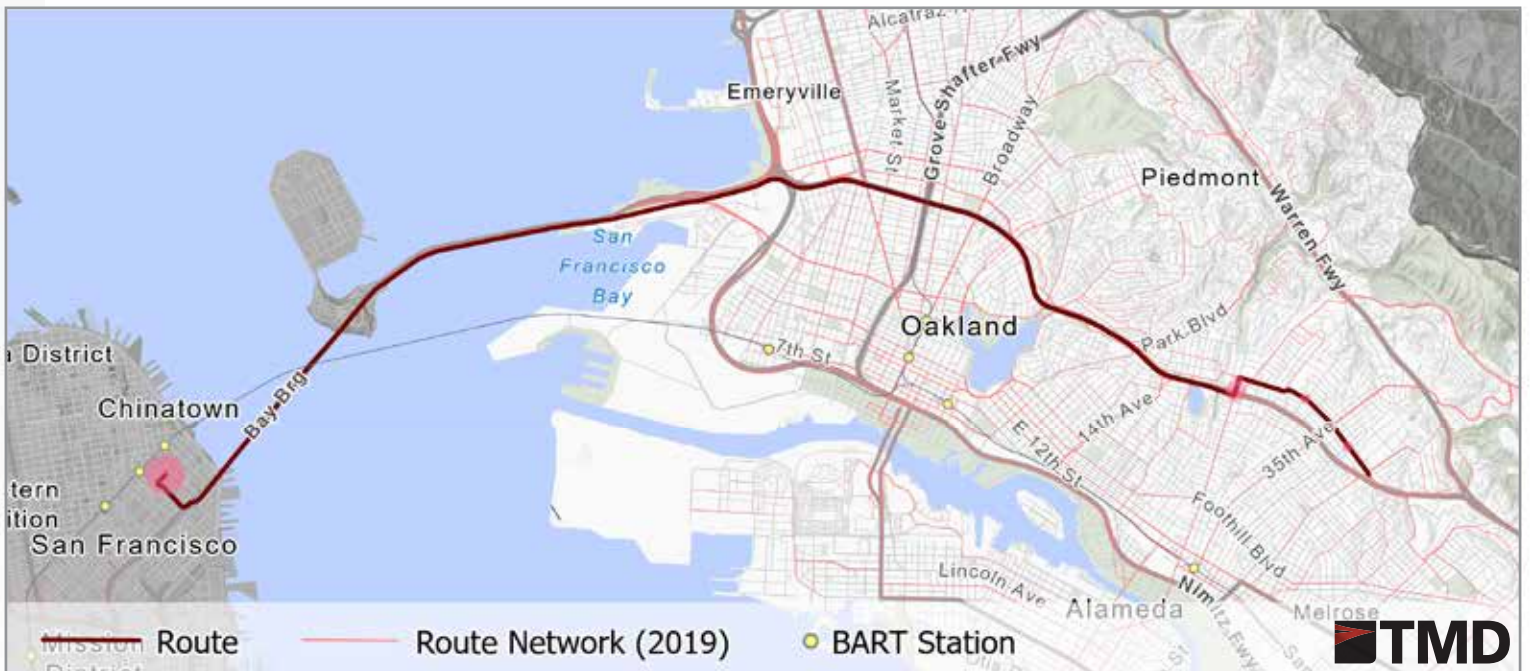 Alcatraz
Emeryville
Market St
Grove-Shafter-Fwy
Broadway
Piedmont
Warren-Fwy
San
Francisco
Bay
Oakland
Park-Blvd
7th St
a District
Chinatown
Bay-Brg
14th Ave
35th Ave
E 12th St
tern
ition
San Francisco
Foothill Blvd
Lincoln Ave
Alameda
Nimitz-Fwy
Melrose
Route
Route Network (2019)
BART Station
Mission
District
St
TMD